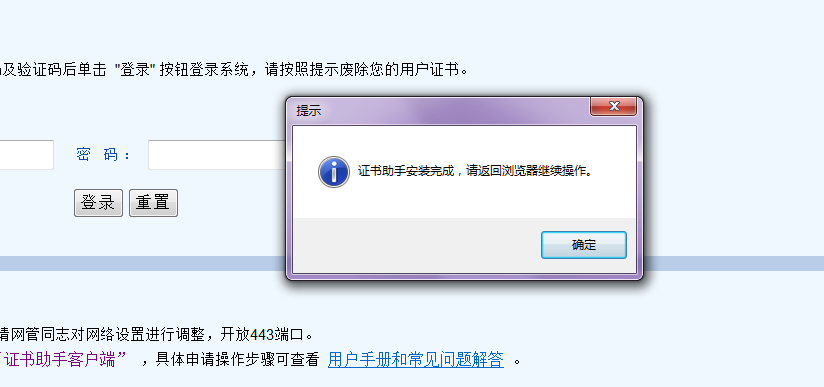 及验证码后单击 "登录" 按钮登录系统，请按照提示废除您的用户证书。
提示
证书助手安装完成，请返回浏览器继续操作。
密 码：
登录 重置
确定
请网管同志对网络设置进行调整，开放443端口。
证书助手客户端” ，具体申请操作步骤可查看 用户手册和常见问题解答 。